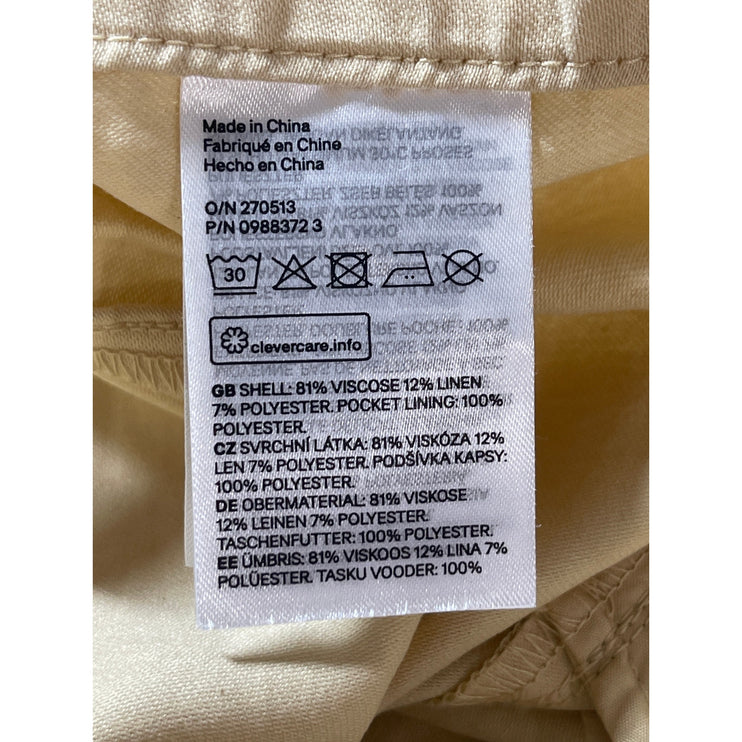 Made in China
Fabriqué en Chine
Hecho en China
O/N 270513
P/N 0988372 3
30
clevercare.info
GB SHELL: 81% VISCOSE 12% LINEN
7% POLYESTER. POCKET LINING: 100%
POLYESTER.
CZ SVRCHNÍ LÁTKA: 81% VISKÓZA 12%
LEN 7% POLYESTER. PODŠÍVKA KAPSY:
100% POLYESTER.
DE OBERMATERIAL: 81% VISKOSE
12% LEINEN 7% POLYESTER.
TASCHENFUTTER: 100% POLYESTER.
EE ÜMBRIS: 81% VISKOOS 12% LINA 7%
POLÜESTER. TASKU VOODER: 100%